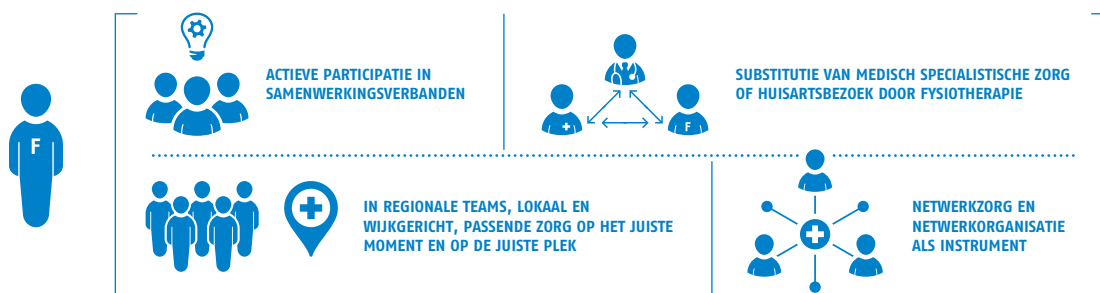 F
ACTIEVE PARTICIPATIE IN
SAMENWERKINGSVERBANDEN
F
SUBSTITUTIE VAN MEDISCH SPECIALISTISCHE ZORG
OF HUISARTSBEZOEK DOOR FYSIOTHERAPIE
IN REGIONALE TEAMS, LOKAAL EN
WIJKGERICHT, PASSENDE ZORG OP HET JUISTE
MOMENT EN OP DE JUISTE PLEK
NETWERKZORG EN
NETWERKORGANISATIE
ALS INSTRUMENT